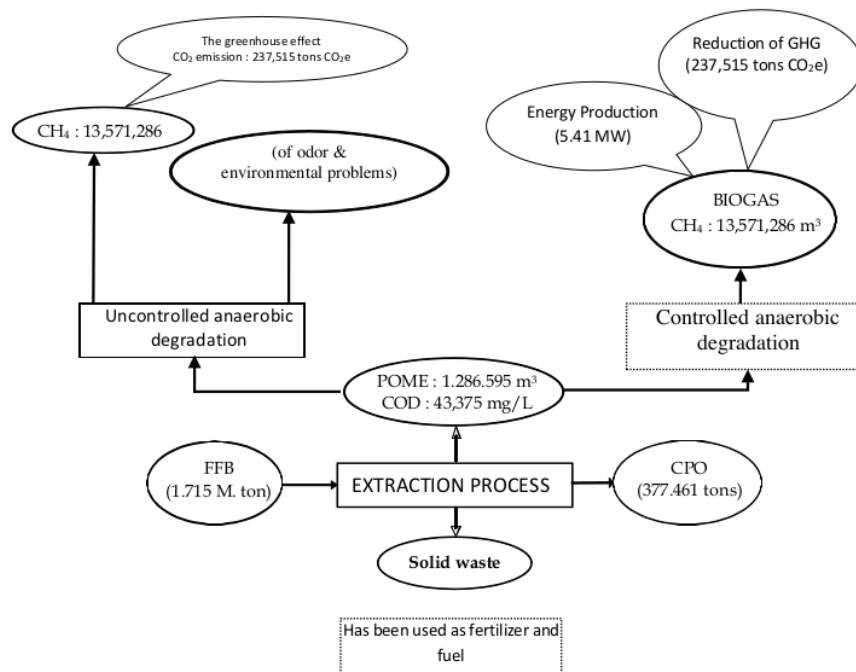 The greenhouse effect
CO₂ emission : 237,515 tons CO₂e
Reduction of GHG
(237,515 tons CO₂e)
Energy Production
(5.41 MW)
CH₄ : 13,571,286
(of odor &
environmental problems)
BIOGAS
CH₄ : 13,571,286 m³
Uncontrolled anaerobic
degradation
Controlled anaerobic
degradation
POME : 1.286.595 m³
COD : 43,375 mg/L
FFB
(1.715 M. ton)
EXTRACTION PROCESS
CPO
(377.461 tons)
Solid waste
Has been used as fertilizer and
fuel